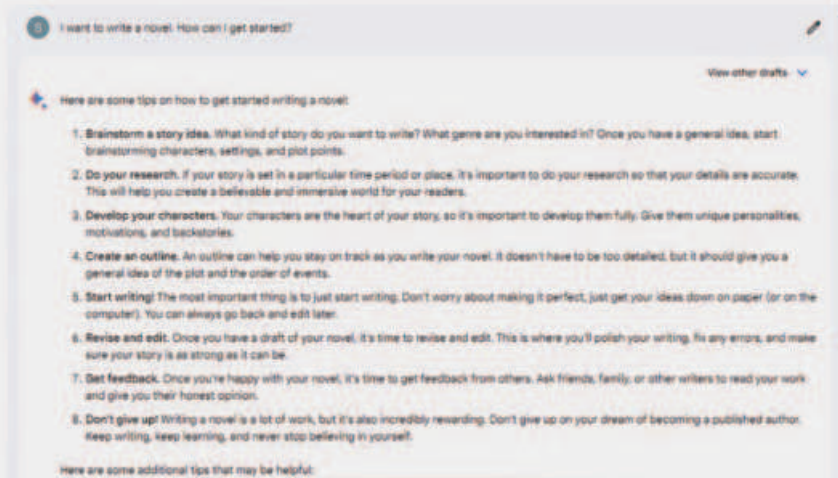 S
I want to write a novel. How can I get started?
View other drafts
Here are some tips on how to get started writing a novel:
1. Brainstorm a story idea. What kind of story do you want to write? What genre are you interested in? Once you have a general idea, start
brainstorming characters, settings, and plot points.
2. Do your research. If your story is set in a particular time period or place, it's important to do your research so that your details are accurate.
This will help you create a believable and immersive world for your readers.
3. Develop your characters. Your characters are the heart of your story, so it's important to develop them fully. Give them unique personalities,
motivations, and backstories.
4. Create an outline. An outline can help you stay on track as you write your novel. It doesn't have to be too detailed, but it should give you a
general idea of the plot and the order of events.
5. Start writing! The most important thing is to just start writing. Don't worry about making it perfect, just get your ideas down on paper (or on the
computer). You can always go back and edit later.
6. Revise and edit. Once you have a draft of your novel, it's time to revise and edit. This is where you'll polish your writing, fix any errors, and make
sure your story is as strong as it can be.
7. Get feedback. Once you're happy with your novel, it's time to get feedback from others. Ask friends, family, or other writers to read your work
and give you their honest opinion.
8. Don't give up! Writing a novel is a lot of work, but it's also incredibly rewarding. Don't give up on your dream of becoming a published author.
Keep writing, keep learning, and never stop believing in yourself.
Here are some additional tips that may be helpful: